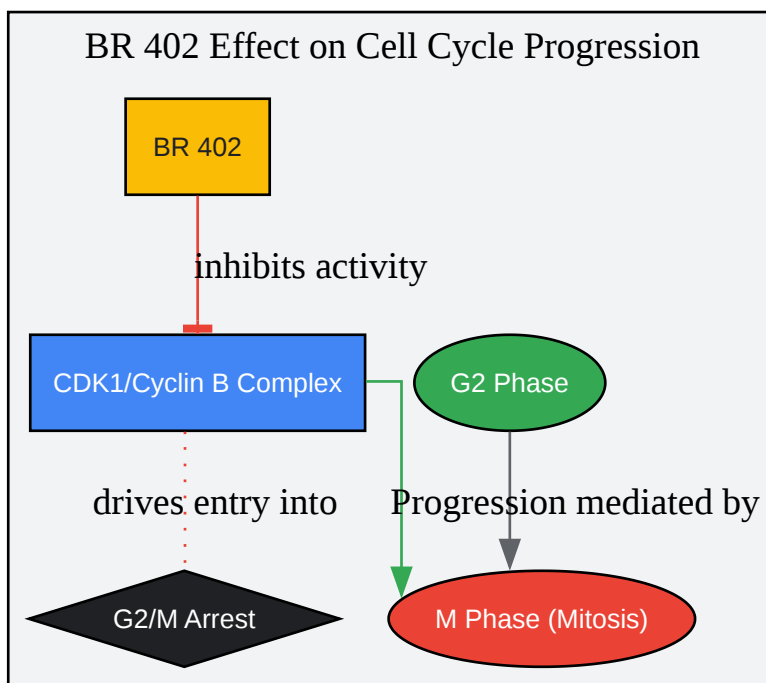 BR 402 Effect on Cell Cycle Progression
BR 402
inhibits activity
CDK1/Cyclin B Complex
G2 Phase
drives entry into
Progression mediated by
G2/M Arrest
M Phase (Mitosis)